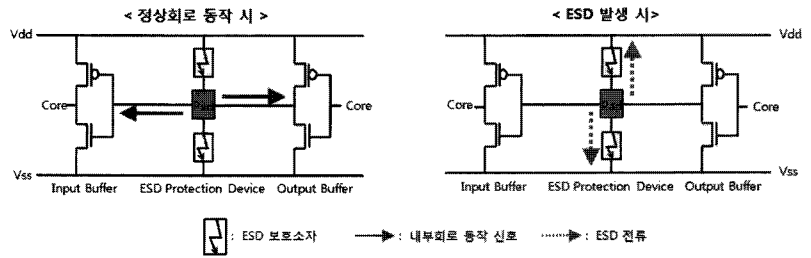 < 정상회로 동작 시 >
< ESD 발생 시>
Vdd
Vdd
Core
Core
Core
Core
Vss
Vss
Input Buffer
ESD Protection Device
Output Buffer
Input Buffer
ESD Protection Device
Output Buffer
: ESD 보호소자
: 내부회로 동작 신호
: ESD 전류